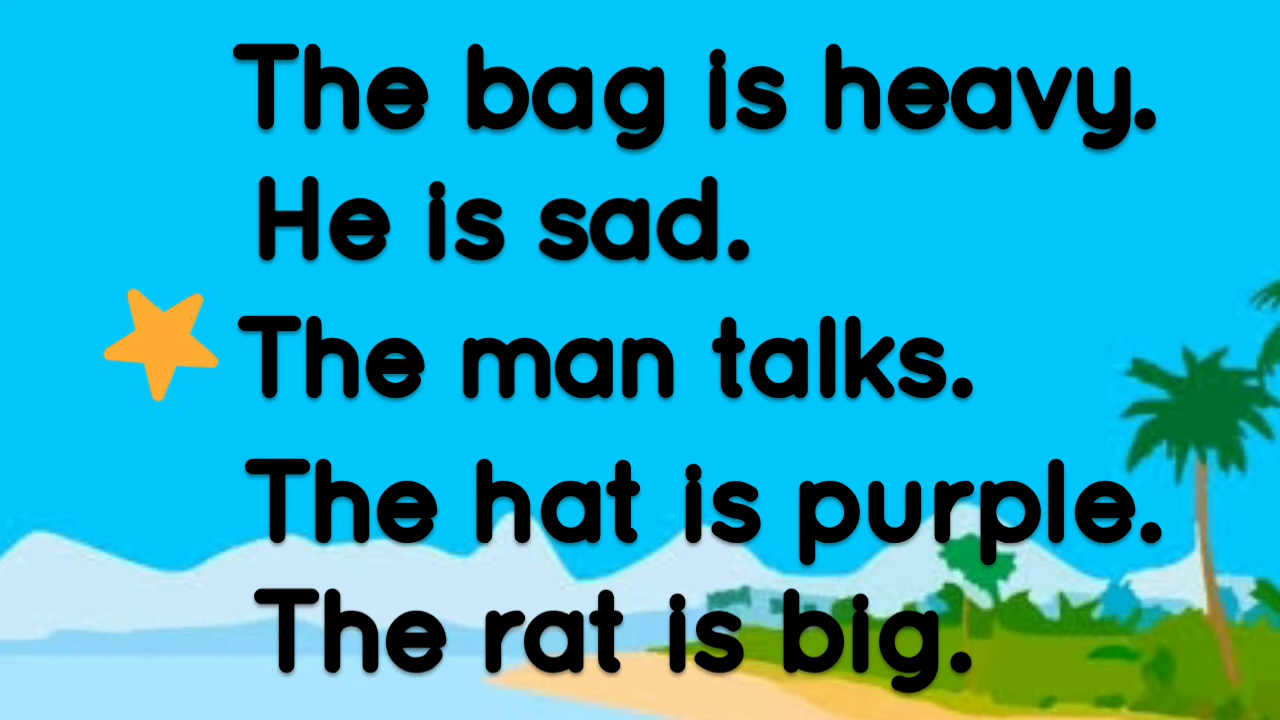 The bag is heavy.
He is sad.
The man talks.
The hat is purple.
The rat is big.